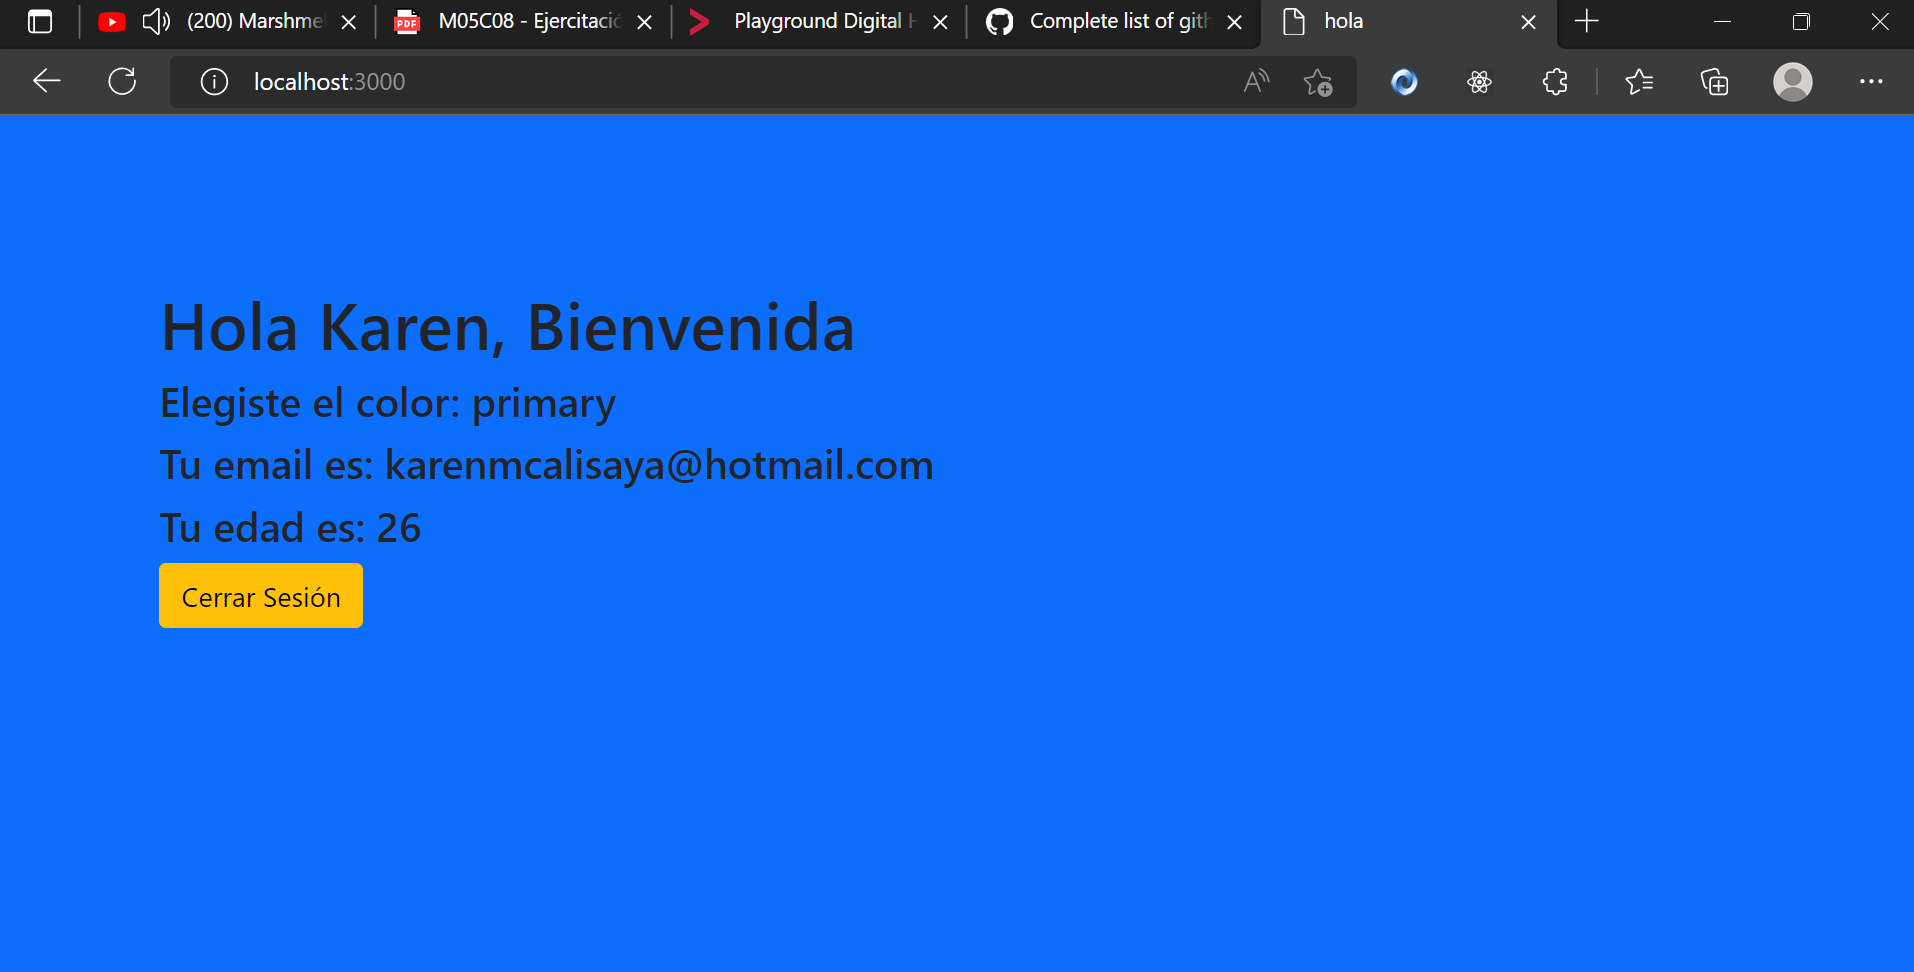 (200) Marshme
M05C08 - Ejercitació
Playground Digital
Complete list of gith
hola
localhost:3000
Hola Karen, Bienvenida
Elegiste el color: primary
Tu email es: karenmcalisaya@hotmail.com
Tu edad es: 26
Cerrar Sesión